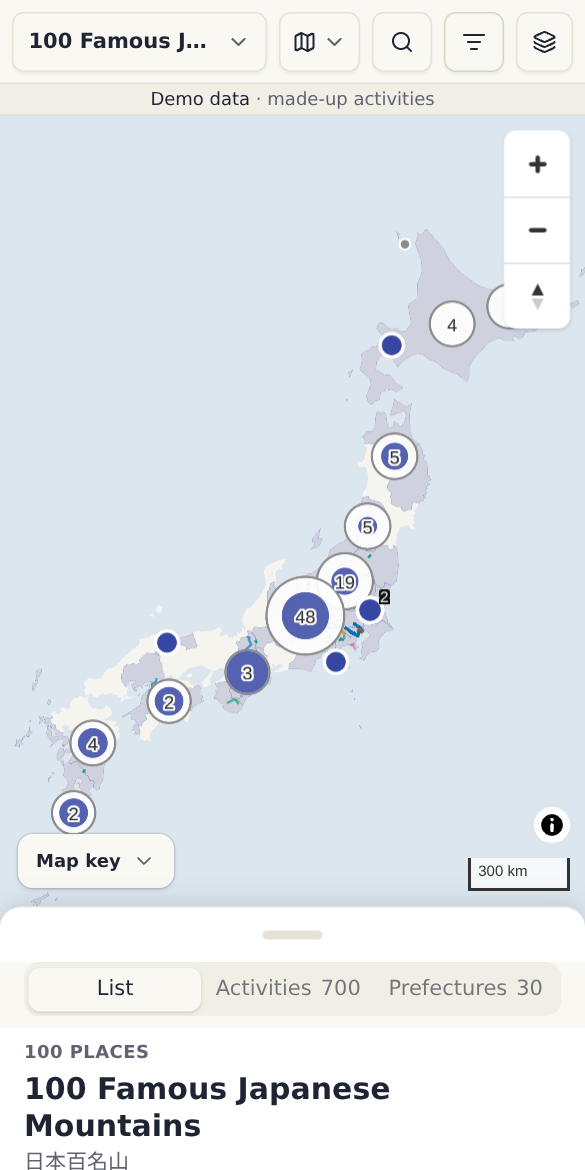 100 Famous J...
Demo data · made-up activities
4
5
5
19
2
48
3
2
4
2
Map key
300 km
List
Activities 700
Prefectures 30
100 PLACES
100 Famous Japanese
Mountains
日本百名山